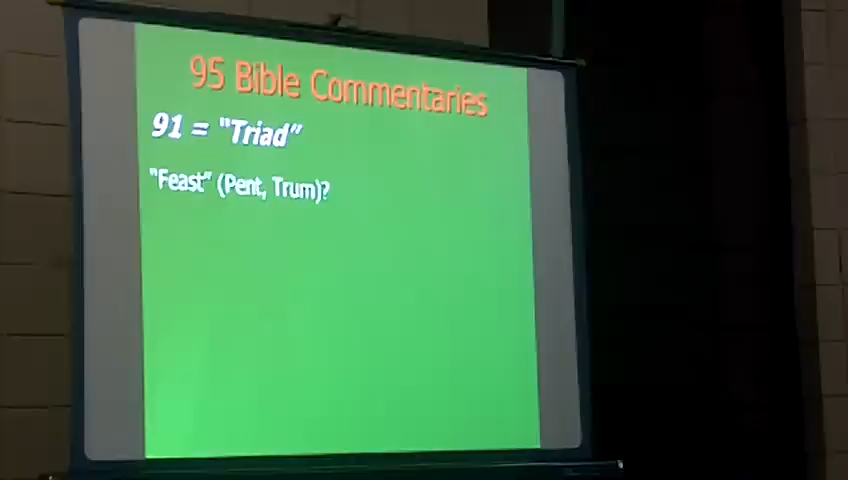 95 Bible Commentaries
91 = "Triad"
"Feast" (Pent, Trum)?